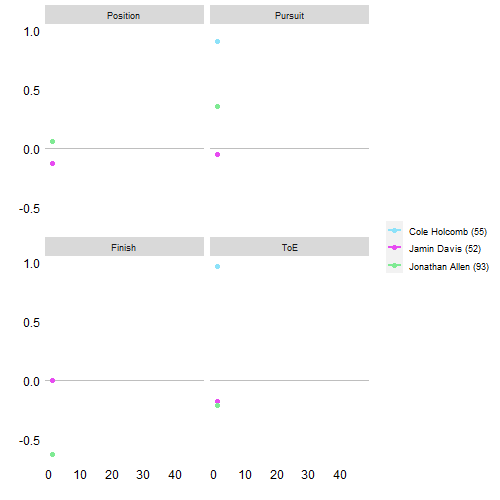 Position Pursuit
1.0
0.5
0.0
-0.5
Finish ToE
1.0
0.5
0.0
-0.5
0 10 20 30 40 0 10 20 30 40
Cole Holcomb (55)
Jamin Davis (52)
Jonathan Allen (93)